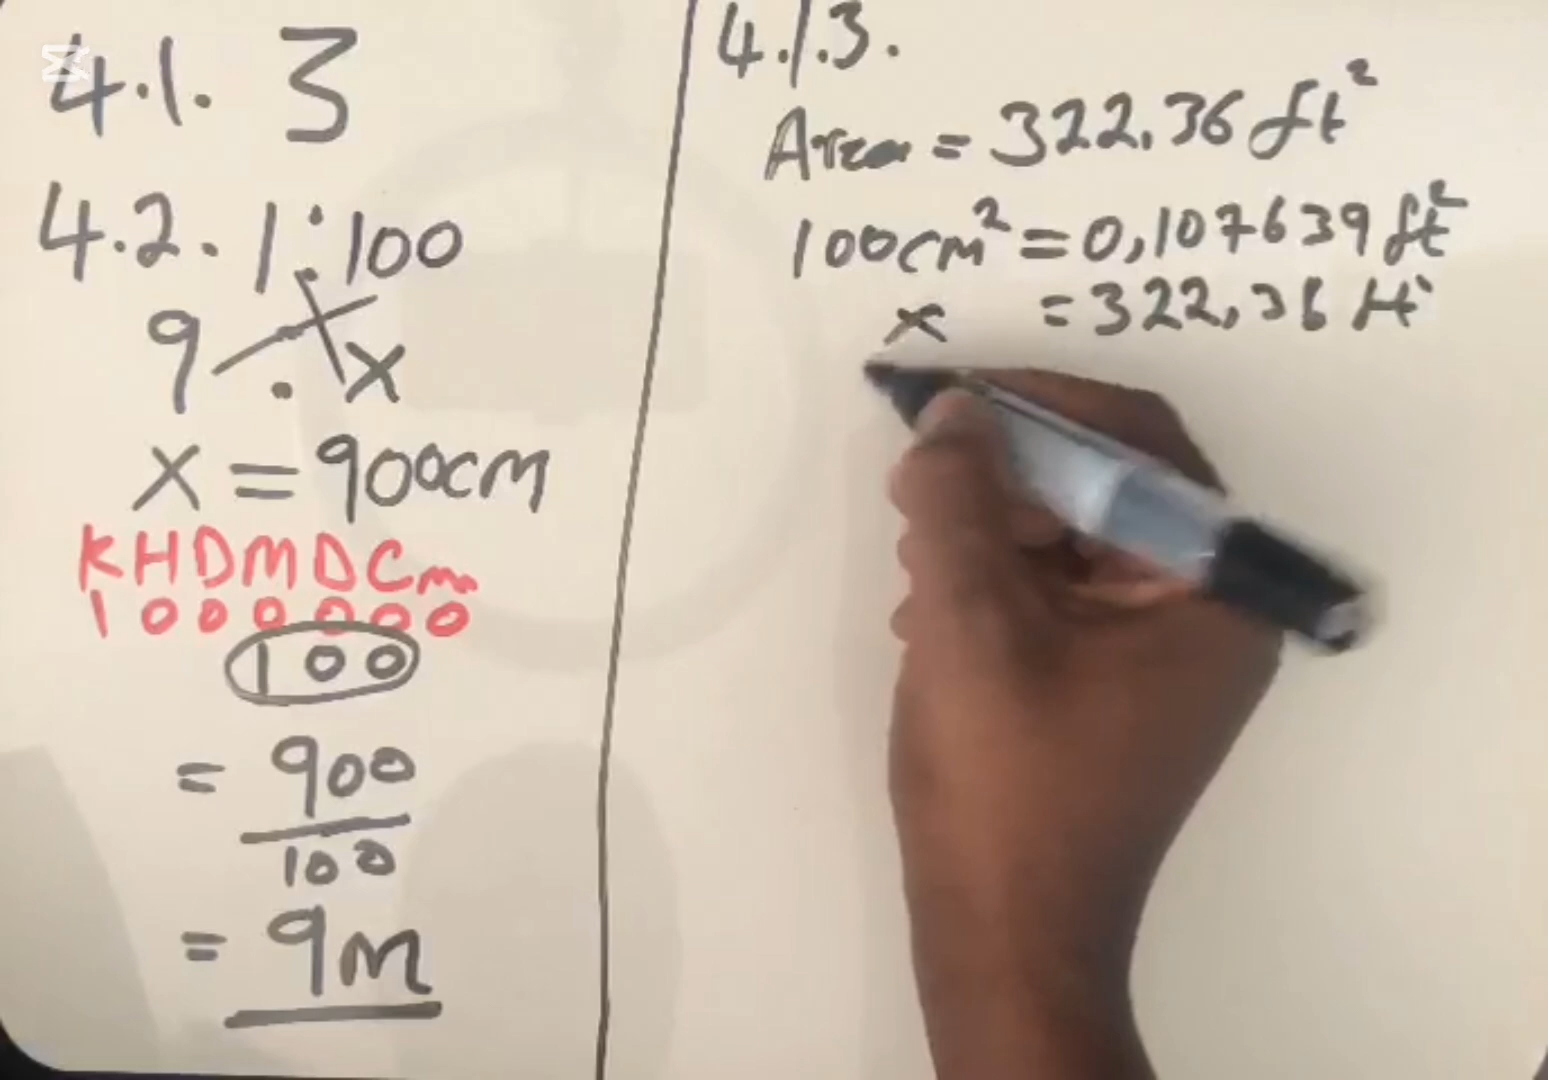 4.1. 3
4.2. 1:100
9 : x
x = 900cm
KHDMDCm
1000000
100
= 900
100
= 9m
4.1.3.
Area = 322.36 ft²
100cm² = 0,107639 ft²
x = 322,36 ft²